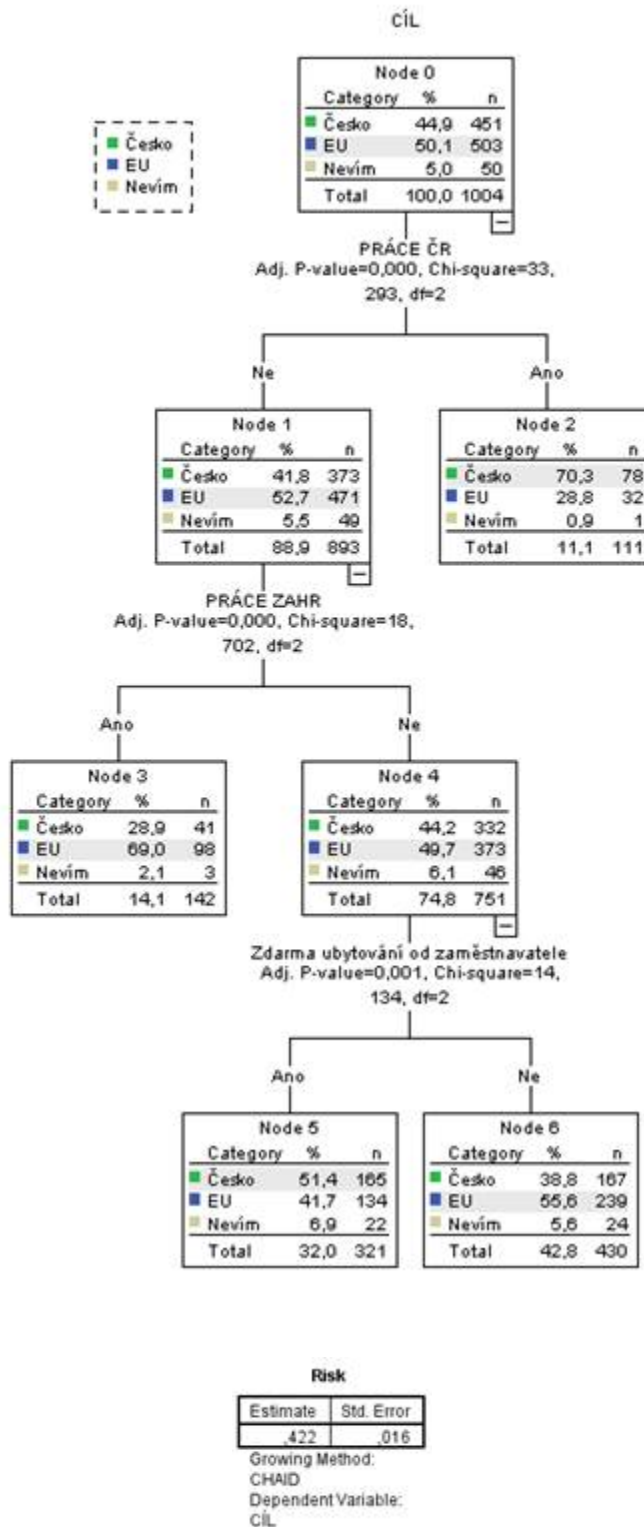 CÍL
Česko
EU
Nevím
Node 0
Category % n
Česko 44,9 451
EU 50,1 503
Nevím 5,0 50
Total 100,0 1004
PRÁCE ČR
Adj. P-value=0,000, Chi-square=33,
293, df=2
Ne
Ano
Node 1
Category % n
Česko 41,8 373
EU 52,7 471
Nevím 5,5 49
Total 88,9 893
Node 2
Category % n
Česko 70,3 78
EU 28,8 32
Nevím 0,9 1
Total 11,1 111
PRÁCE ZAHR
Adj. P-value=0,000, Chi-square=18,
702, df=2
Ano
Ne
Node 3
Category % n
Česko 28,9 41
EU 69,0 98
Nevím 2,1 3
Total 14,1 142
Node 4
Category % n
Česko 44,2 332
EU 49,7 373
Nevím 6,1 46
Total 74,8 751
Zdarma ubytování od zaměstnavatele
Adj. P-value=0,001, Chi-square=14,
134, df=2
Ano
Ne
Node 5
Category % n
Česko 51,4 165
EU 41,7 134
Nevím 6,9 22
Total 32,0 321
Node 6
Category % n
Česko 38,8 167
EU 55,6 239
Nevím 5,6 24
Total 42,8 430
Risk
Estimate Std. Error
,422 ,016
Growing Method:
CHAID
Dependent Variable:
CÍL